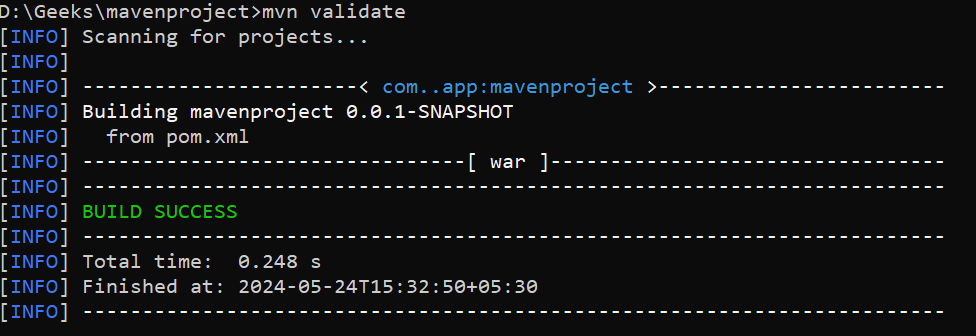 D:\Geeks\mavenproject>mvn validate
[INFO] Scanning for projects...
[INFO]
[INFO] -----------------------< com..app:mavenproject >------------------------
[INFO] Building mavenproject 0.0.1-SNAPSHOT
[INFO]   from pom.xml
[INFO] --------------------------------[ war ]---------------------------------
[INFO] ------------------------------------------------------------------------
[INFO] BUILD SUCCESS
[INFO] ------------------------------------------------------------------------
[INFO] Total time:  0.248 s
[INFO] Finished at: 2024-05-24T15:32:50+05:30
[INFO] ------------------------------------------------------------------------